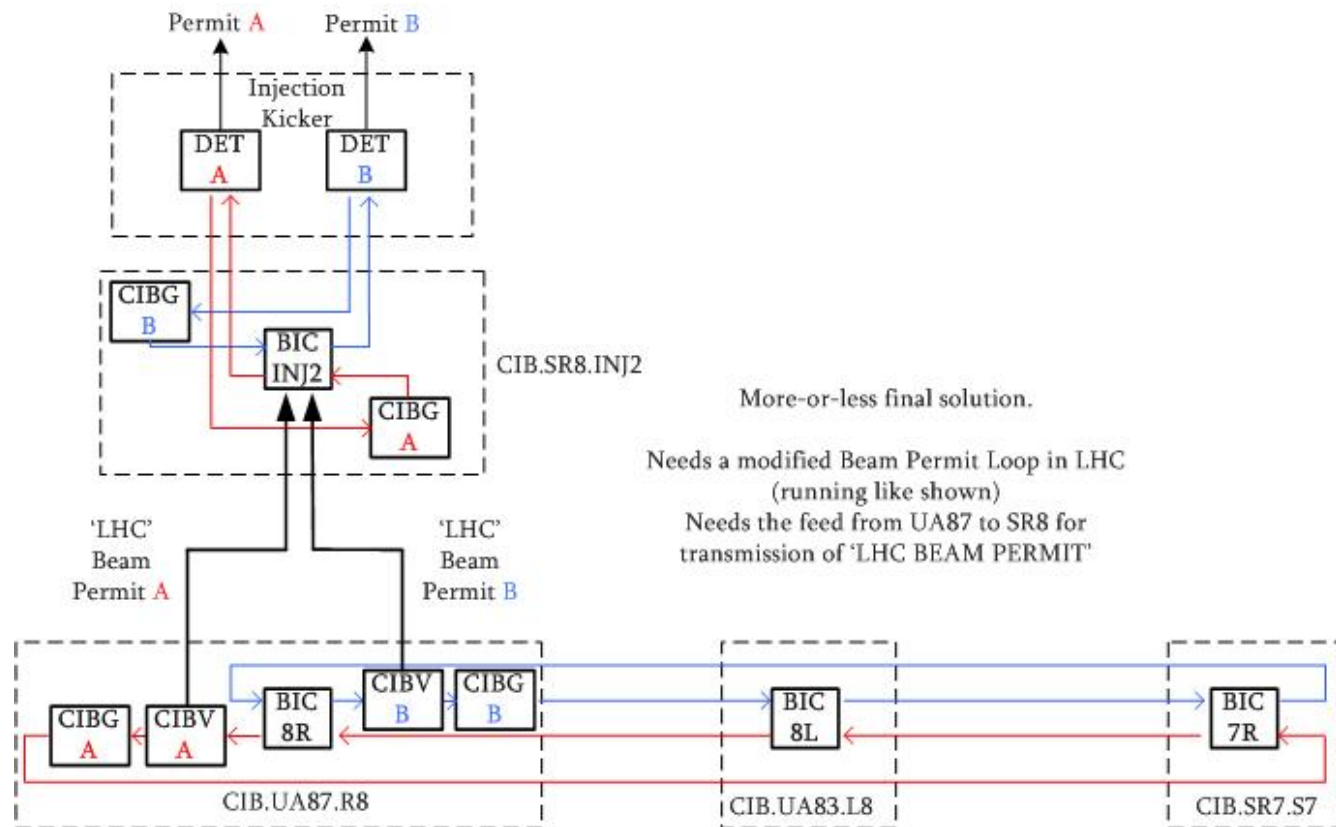 Permit A
Permit B
Injection
Kicker
DET
A
DET
B
CIBG
B
BIC
INJ2
CIB.SR8.INJ2
CIBG
A
More-or-less final solution.
Needs a modified Beam Permit Loop in LHC
(running like shown)
Needs the feed from UA87 to SR8 for
transmission of ‘LHC BEAM PERMIT’
‘LHC’
Beam
Permit A
‘LHC’
Beam
Permit B
CIBG
A
CIBV
A
BIC
8R
CIBV
B
CIBG
B
BIC
8L
BIC
7R
CIB.UA87.R8
CIB.UA83.L8
CIB.SR7.S7